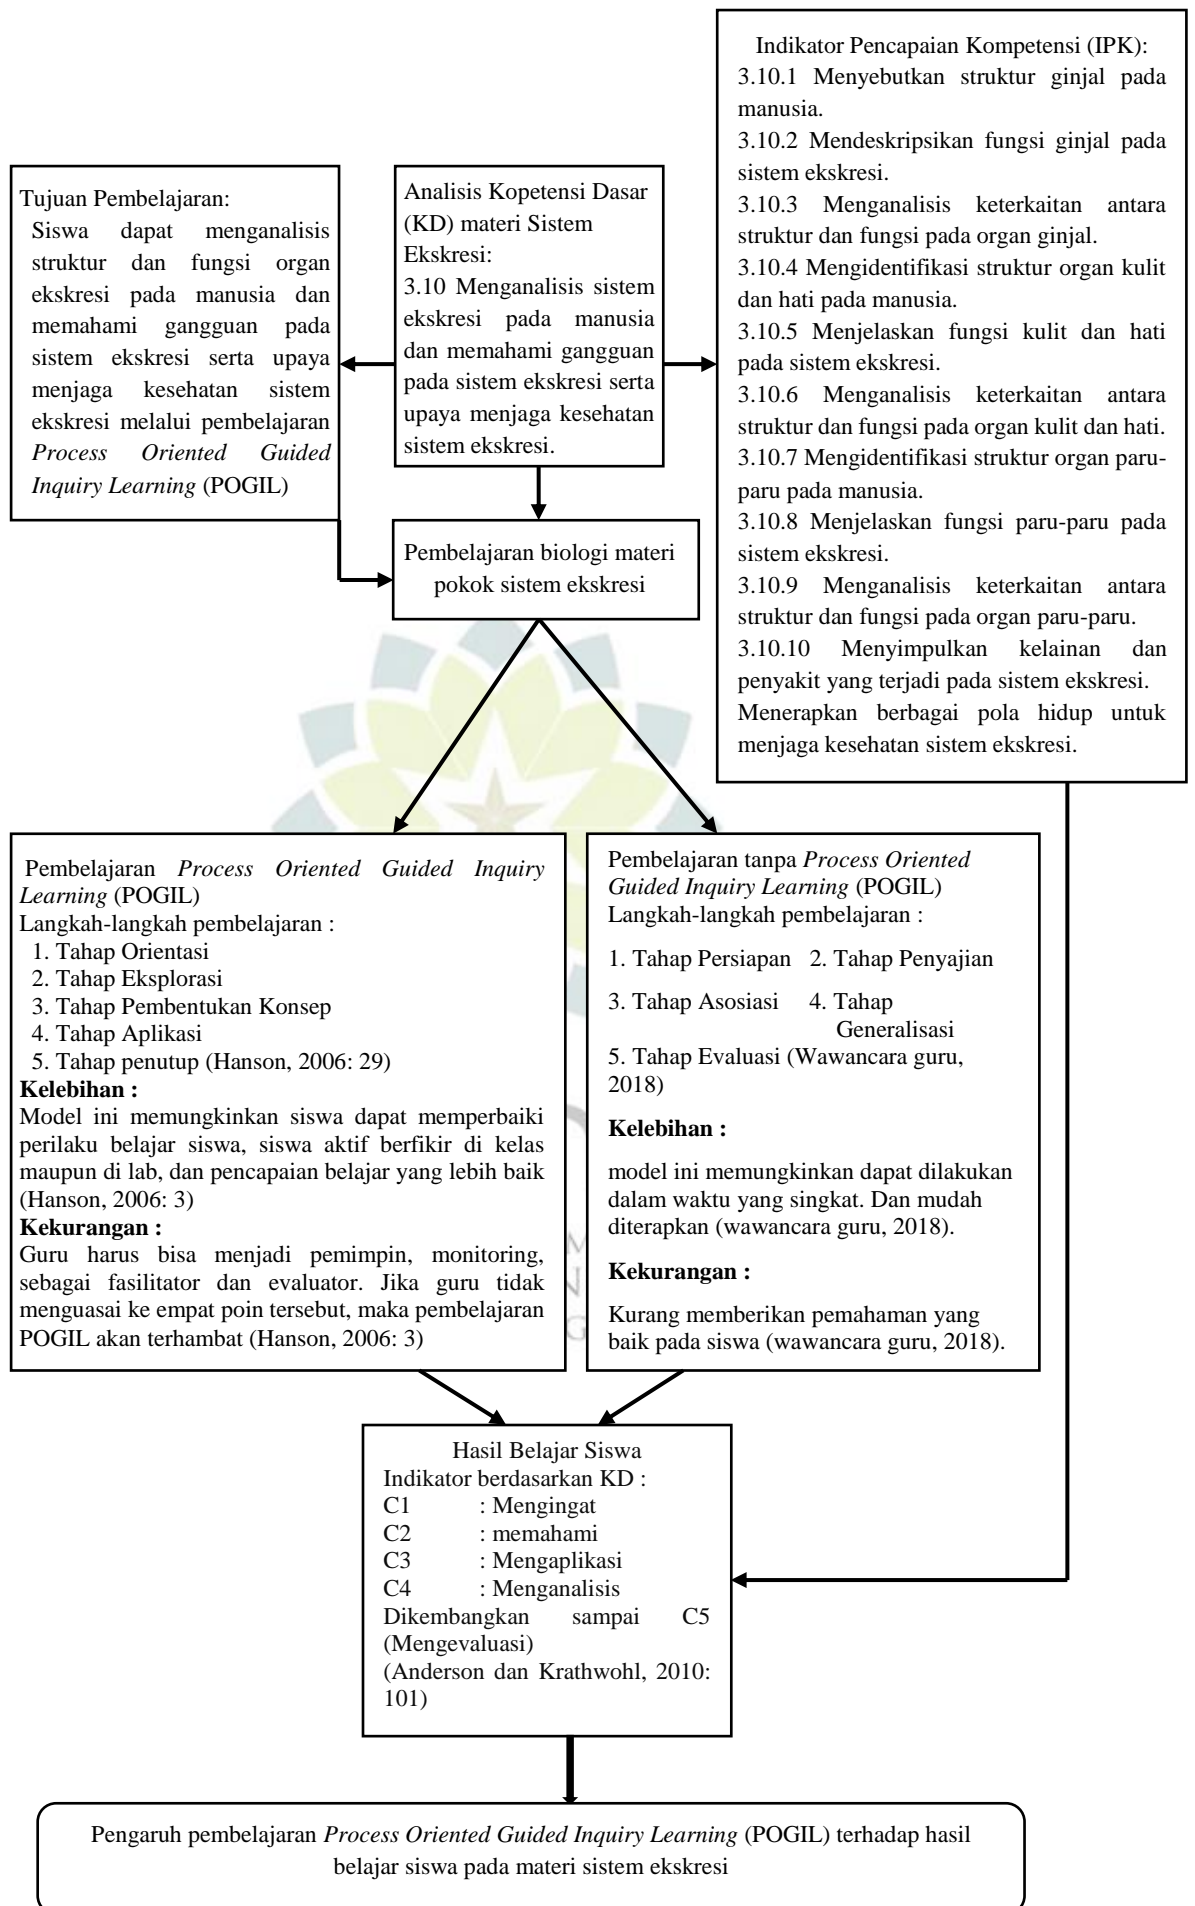 Indikator Pencapaian Kompetensi (IPK):
3.10.1 Menyebutkan struktur ginjal pada
manusia.
3.10.2 Mendeskripsikan fungsi ginjal pada
sistem ekskresi.
3.10.3 Menganalisis keterkaitan antara
struktur dan fungsi pada organ ginjal.
3.10.4 Mengidentifikasi struktur organ kulit
dan hati pada manusia.
3.10.5 Menjelaskan fungsi kulit dan hati
pada sistem ekskresi.
3.10.6 Menganalisis keterkaitan antara
struktur dan fungsi pada organ kulit dan hati.
3.10.7 Mengidentifikasi struktur organ paru-
paru pada manusia.
3.10.8 Menjelaskan fungsi paru-paru pada
sistem ekskresi.
3.10.9 Menganalisis keterkaitan antara
struktur dan fungsi pada organ paru-paru.
3.10.10 Menyimpulkan kelainan dan
penyakit yang terjadi pada sistem ekskresi.
Menerapkan berbagai pola hidup untuk
menjaga kesehatan sistem ekskresi.
Tujuan Pembelajaran:
Siswa dapat menganalisis
struktur dan fungsi organ
ekskresi pada manusia dan
memahami gangguan pada
sistem ekskresi serta upaya
menjaga kesehatan sistem
ekskresi melalui pembelajaran
Process Oriented Guided
Inquiry Learning (POGIL)
Analisis Kopetensi Dasar
(KD) materi Sistem
Ekskresi:
3.10 Menganalisis sistem
ekskresi pada manusia
dan memahami gangguan
pada sistem ekskresi serta
upaya menjaga kesehatan
sistem ekskresi.
Pembelajaran biologi materi
pokok sistem ekskresi
Pembelajaran Process Oriented Guided Inquiry
Learning (POGIL)
Langkah-langkah pembelajaran :
1. Tahap Orientasi
2. Tahap Eksplorasi
3. Tahap Pembentukan Konsep
4. Tahap Aplikasi
5. Tahap penutup (Hanson, 2006: 29)
Kelebihan :
Model ini memungkinkan siswa dapat memperbaiki
perilaku belajar siswa, siswa aktif berfikir di kelas
maupun di lab, dan pencapaian belajar yang lebih baik
(Hanson, 2006: 3)
Kekurangan :
Guru harus bisa menjadi pemimpin, monitoring,
sebagai fasilitator dan evaluator. Jika guru tidak
menguasai ke empat poin tersebut, maka pembelajaran
POGIL akan terhambat (Hanson, 2006: 3)
Pembelajaran tanpa Process Oriented
Guided Inquiry Learning (POGIL)
Langkah-langkah pembelajaran :
1. Tahap Persiapan 2. Tahap Penyajian
3. Tahap Asosiasi 4. Tahap
Generalisasi
5. Tahap Evaluasi (Wawancara guru,
2018)
Kelebihan :
model ini memungkinkan dapat dilakukan
dalam waktu yang singkat. Dan mudah
diterapkan (wawancara guru, 2018).
Kekurangan :
Kurang memberikan pemahaman yang
baik pada siswa (wawancara guru, 2018).
Hasil Belajar Siswa
Indikator berdasarkan KD :
C1 : Mengingat
C2 : memahami
C3 : Mengaplikasi
C4 : Menganalisis
Dikembangkan sampai C5
(Mengevaluasi)
(Anderson dan Krathwohl, 2010:
101)
Pengaruh pembelajaran Process Oriented Guided Inquiry Learning (POGIL) terhadap hasil
belajar siswa pada materi sistem ekskresi